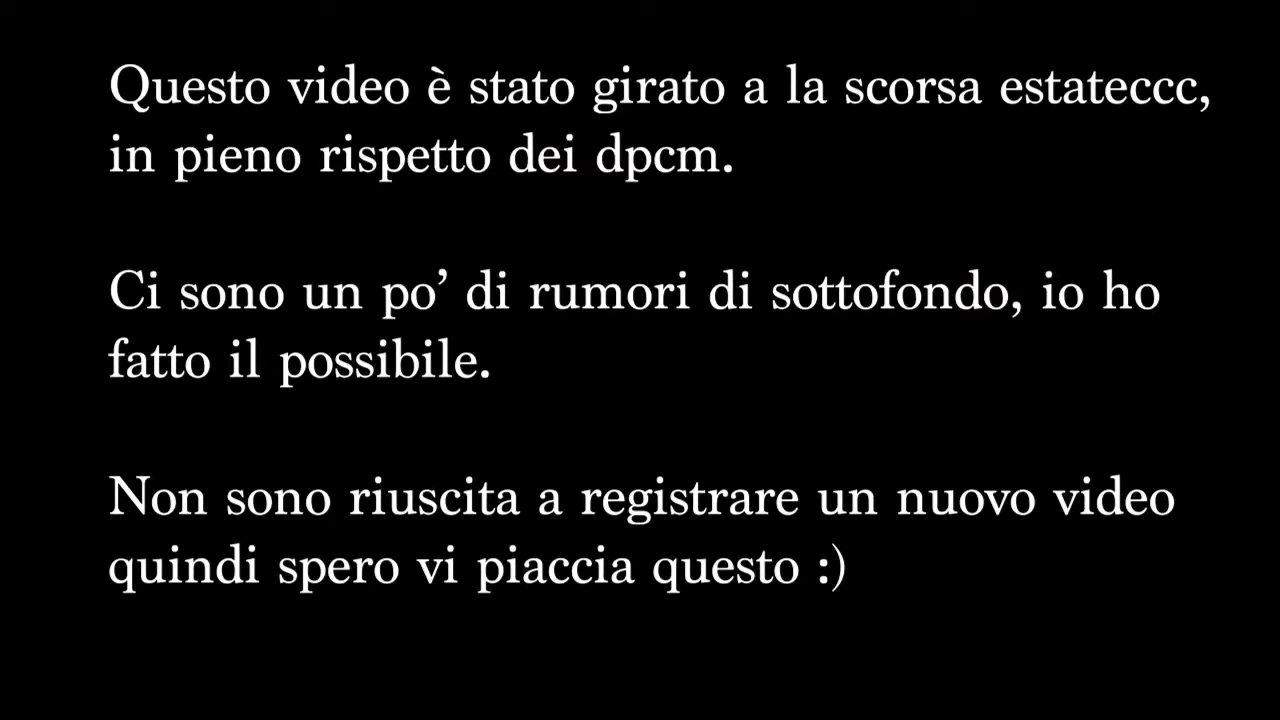 Questo video è stato girato a la scorsa estateccc,
in pieno rispetto dei dpcm.
Ci sono un po’ di rumori di sottofondo, io ho
fatto il possibile.
Non sono riuscita a registrare un nuovo video
quindi spero vi piaccia questo :)